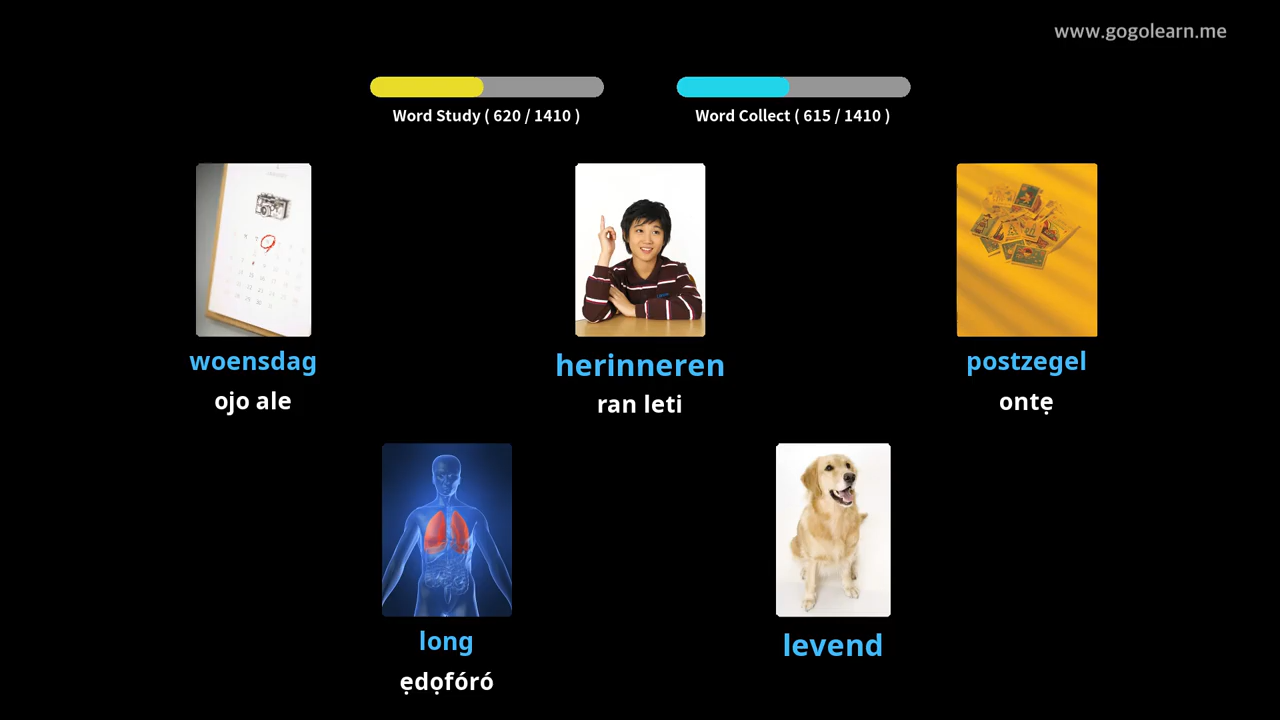 www.gogolearn.me
Word Study ( 620 / 1410 )
Word Collect ( 615 / 1410 )
woensdag
ojo ale
herinneren
ran leti
postzegel
ontẹ
long
ẹdọfóró
levend